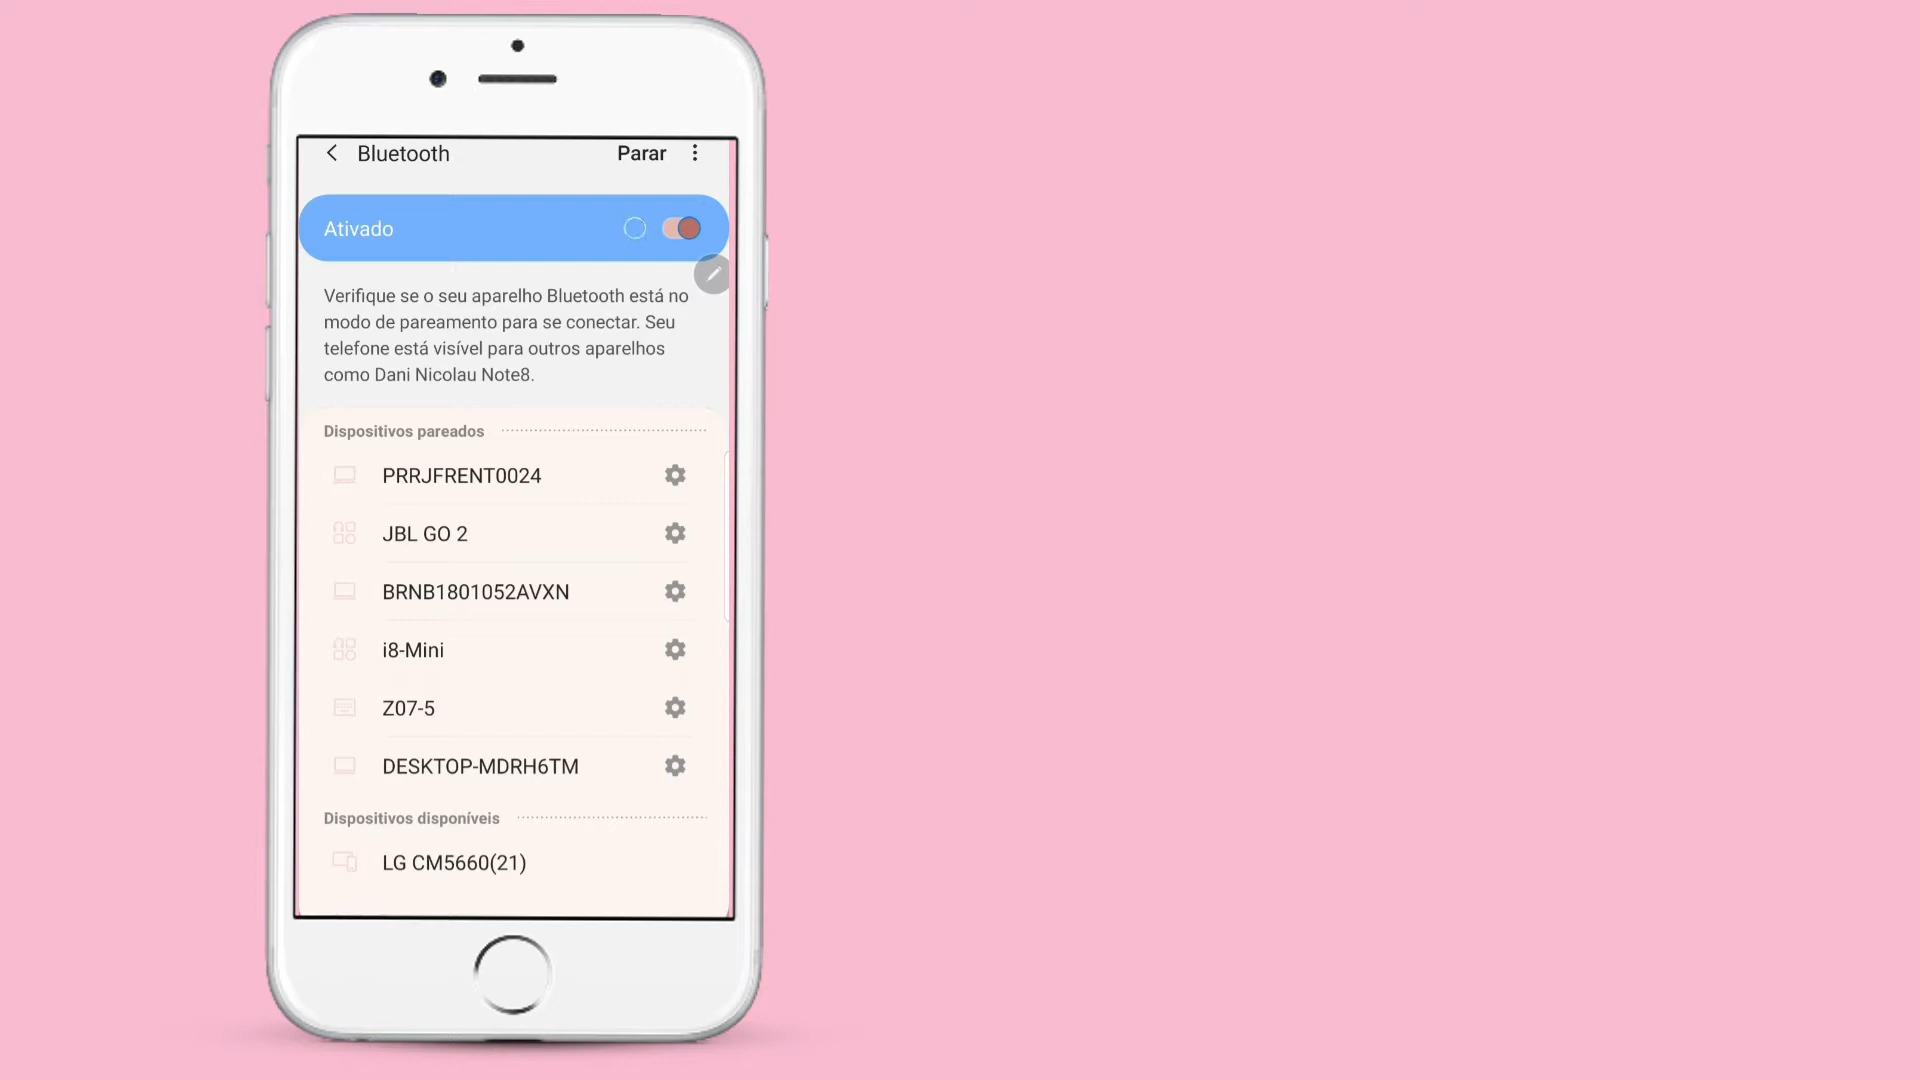 Bluetooth
Parar
Ativado
Verifique se o seu aparelho Bluetooth está no
modo de pareamento para se conectar. Seu
telefone está visível para outros aparelhos
como Dani Nicolau Note8.
Dispositivos pareados
PRRJFRENT0024
JBL GO 2
BRNB1801052AVXN
i8-Mini
Z07-5
DESKTOP-MDRH6TM
Dispositivos disponíveis
LG CM5660(21)